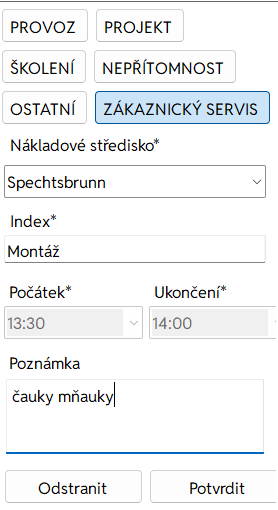 PROVOZ PROJEKT
ŠKOLENÍ NEPŘÍTOMNOST
OSTATNÍ ZÁKAZNICKÝ SERVIS
Nákladové středisko*
Spechtsbrunn
Index*
Montáž
Počátek* Ukončení*
13:30 14:00
Poznámka
čauky mňauky
Odstranit Potvrdit